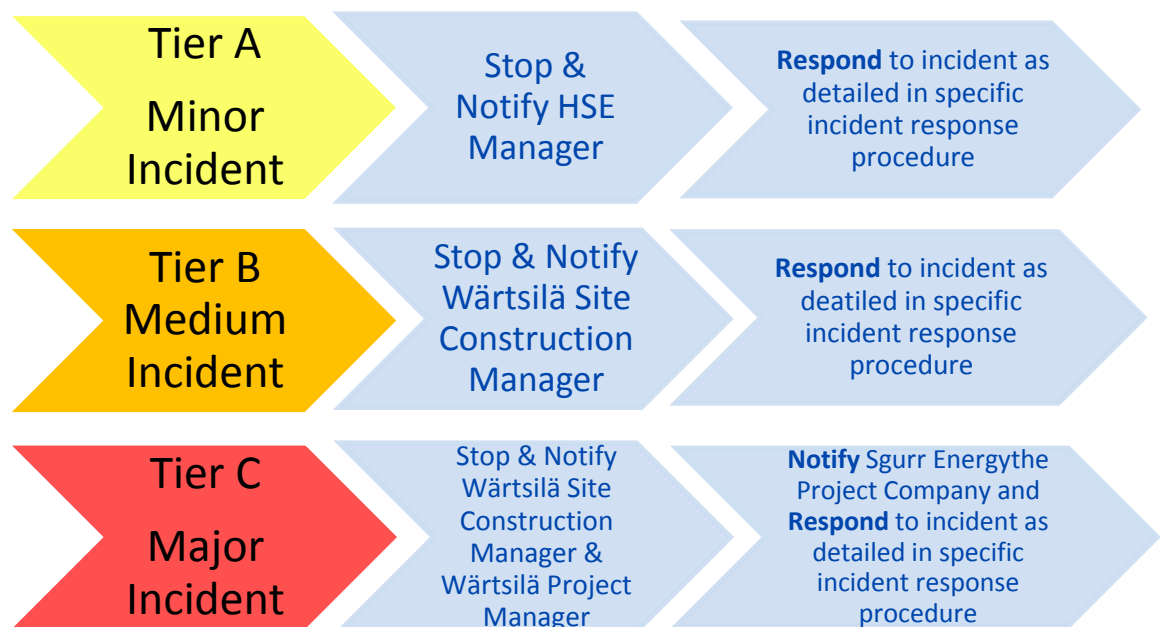 Tier A
Minor
Incident
Stop &
Notify HSE
Manager
Respond to incident as
detailed in specific
incident response
procedure
Tier B
Medium
Incident
Stop & Notify
Wärtsilä Site
Construction
Manager
Respond to incident as
deatiled in specific
incident response
procedure
Tier C
Major
Incident
Stop & Notify
Wärtsilä Site
Construction
Manager &
Wärtsilä Project
Manager
Notify Sgurr Energythe
Project Company and
Respond to incident as
detailed in specific
incident response
procedure